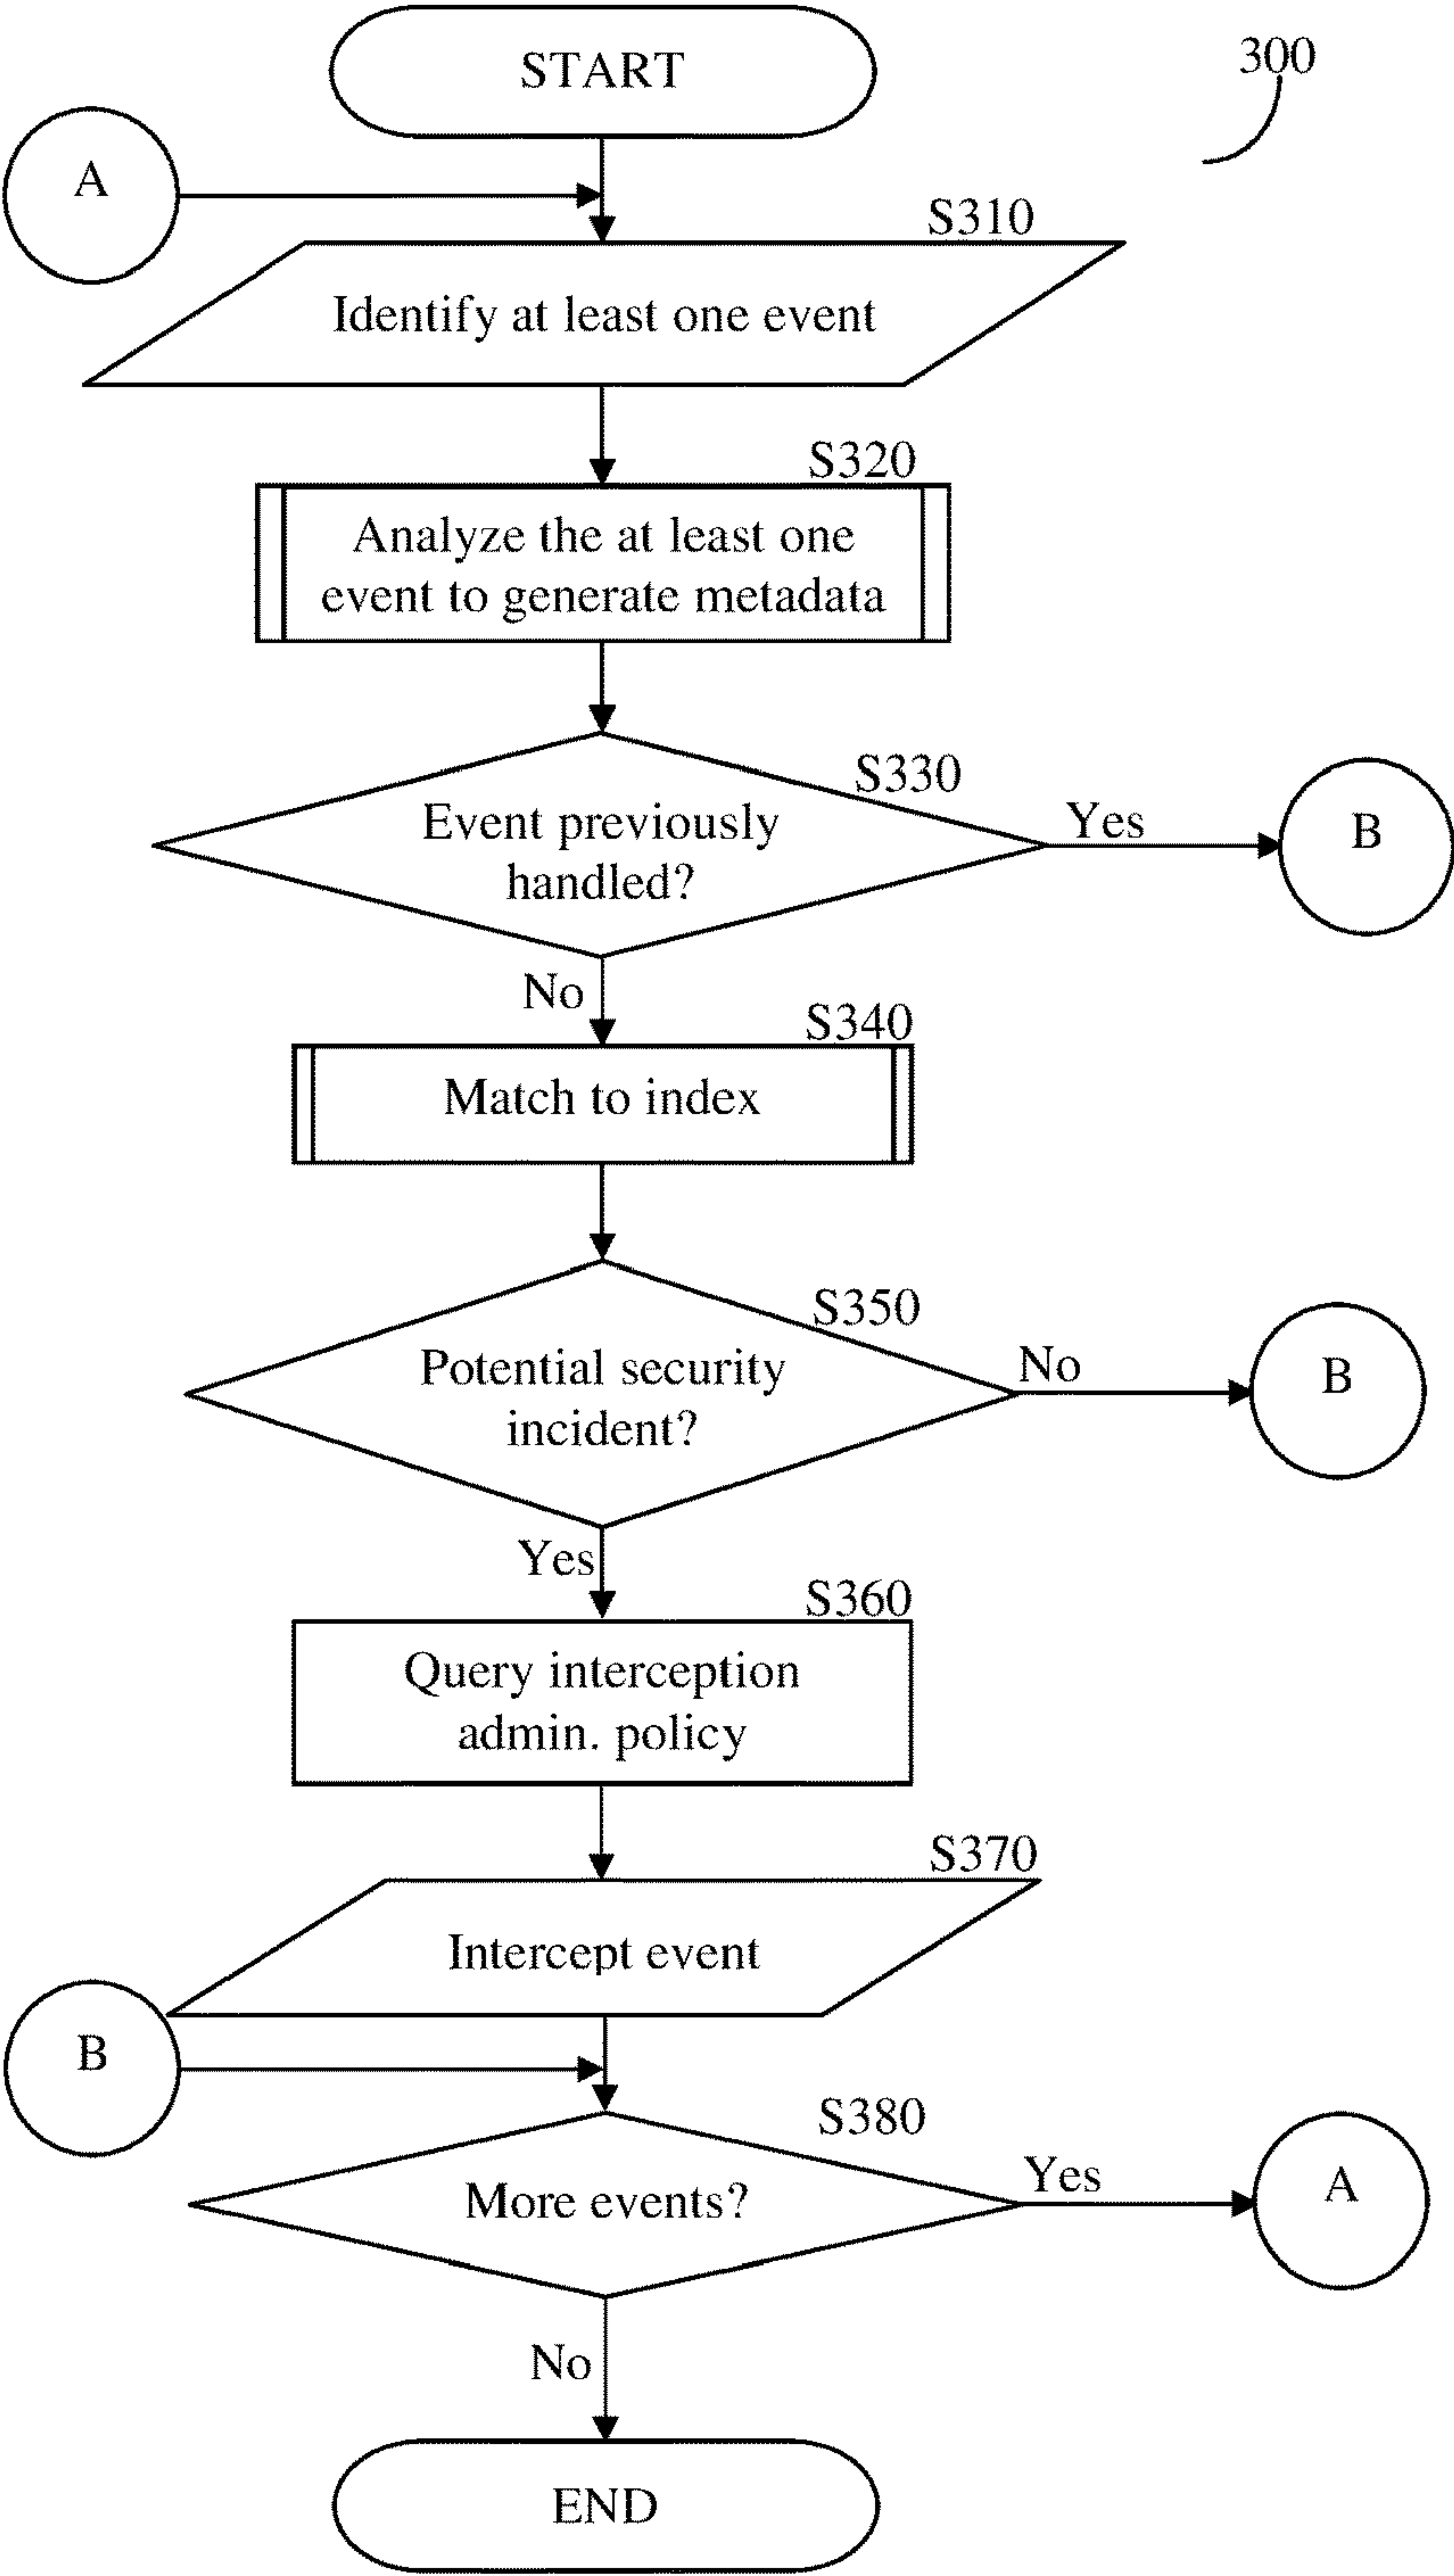 START
300
A
S310
Identify at least one event
S320
Analyze the at least one
event to generate metadata
S330
Event previously
handled?
Yes
B
No
S340
Match to index
S350
Potential security
incident?
No
B
Yes
S360
Query interception
admin. policy
S370
Intercept event
B
S380
More events?
Yes
A
No
END